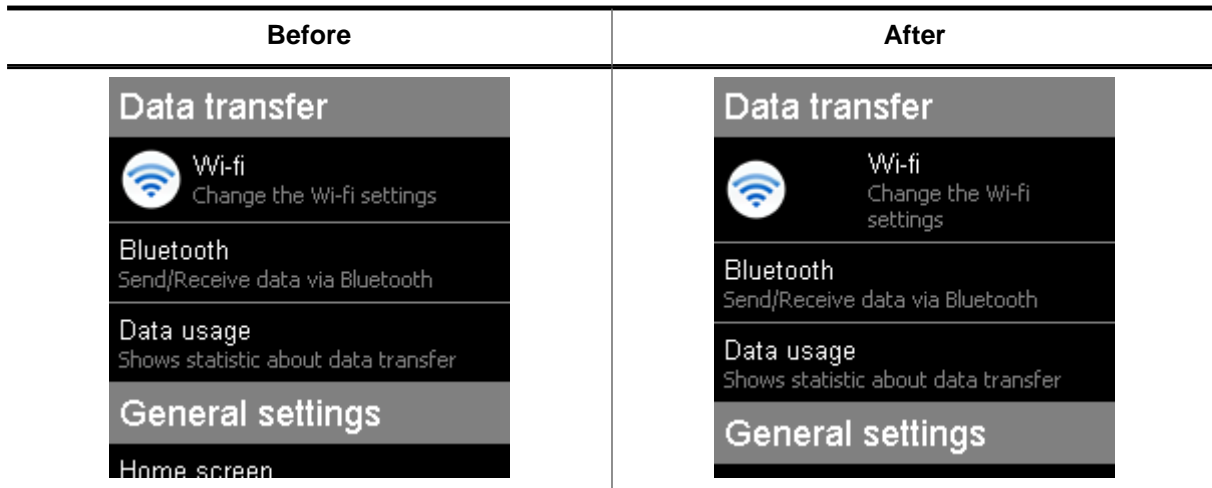 Before
After
Data transfer
Wi-fi
Change the Wi-fi settings
Bluetooth
Send/Receive data via Bluetooth
Data usage
Shows statistic about data transfer
General settings
Home screen
Data transfer
Wi-fi
Change the Wi-fi
settings
Bluetooth
Send/Receive data via Bluetooth
Data usage
Shows statistic about data transfer
General settings